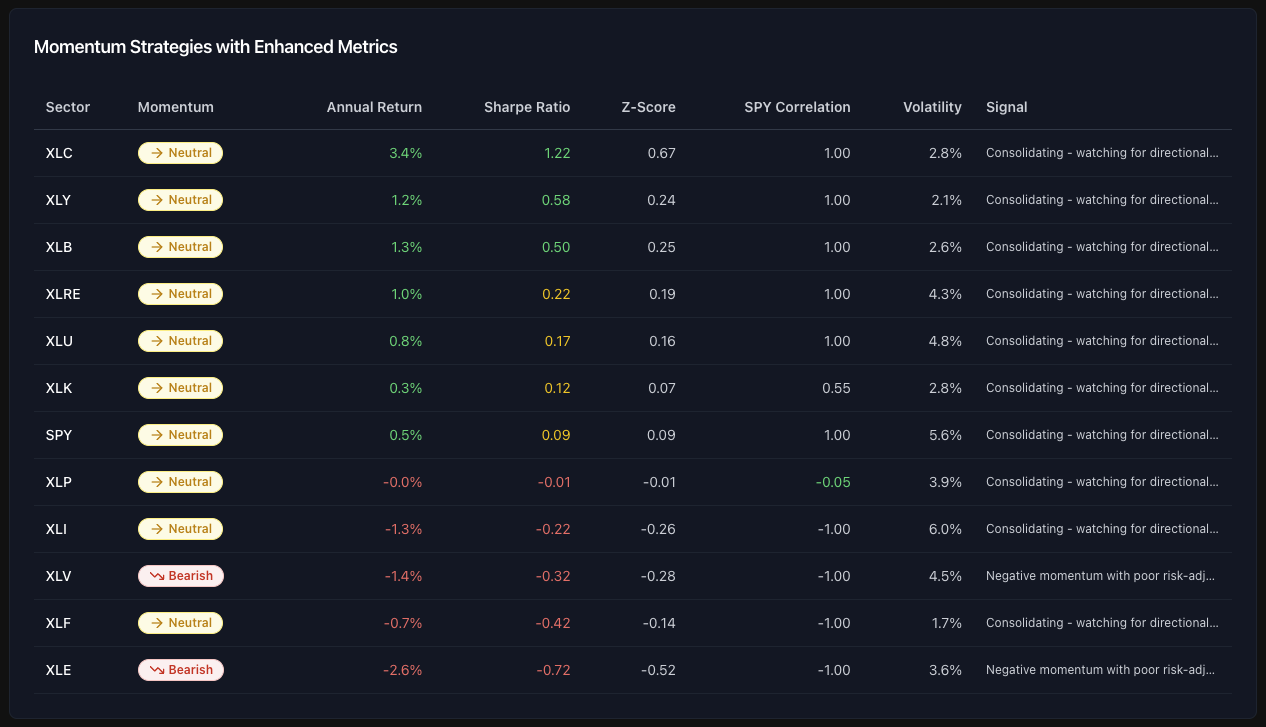 Momentum Strategies with Enhanced Metrics
Sector Momentum Annual Return Sharpe Ratio Z-Score SPY Correlation Volatility Signal
XLC Neutral 3.4% 1.22 0.67 1.00 2.8% Consolidating - watching for directional...
XLY Neutral 1.2% 0.58 0.24 1.00 2.1% Consolidating - watching for directional...
XLB Neutral 1.3% 0.50 0.25 1.00 2.6% Consolidating - watching for directional...
XLRE Neutral 1.0% 0.22 0.19 1.00 4.3% Consolidating - watching for directional...
XLU Neutral 0.8% 0.17 0.16 1.00 4.8% Consolidating - watching for directional...
XLK Neutral 0.3% 0.12 0.07 0.55 2.8% Consolidating - watching for directional...
SPY Neutral 0.5% 0.09 0.09 1.00 5.6% Consolidating - watching for directional...
XLP Neutral -0.0% -0.01 -0.01 -0.05 3.9% Consolidating - watching for directional...
XLI Neutral -1.3% -0.22 -0.26 -1.00 6.0% Consolidating - watching for directional...
XLV Bearish -1.4% -0.32 -0.28 -1.00 4.5% Negative momentum with poor risk-adj...
XLF Neutral -0.7% -0.42 -0.14 -1.00 1.7% Consolidating - watching for directional...
XLE Bearish -2.6% -0.72 -0.52 -1.00 3.6% Negative momentum with poor risk-adj...